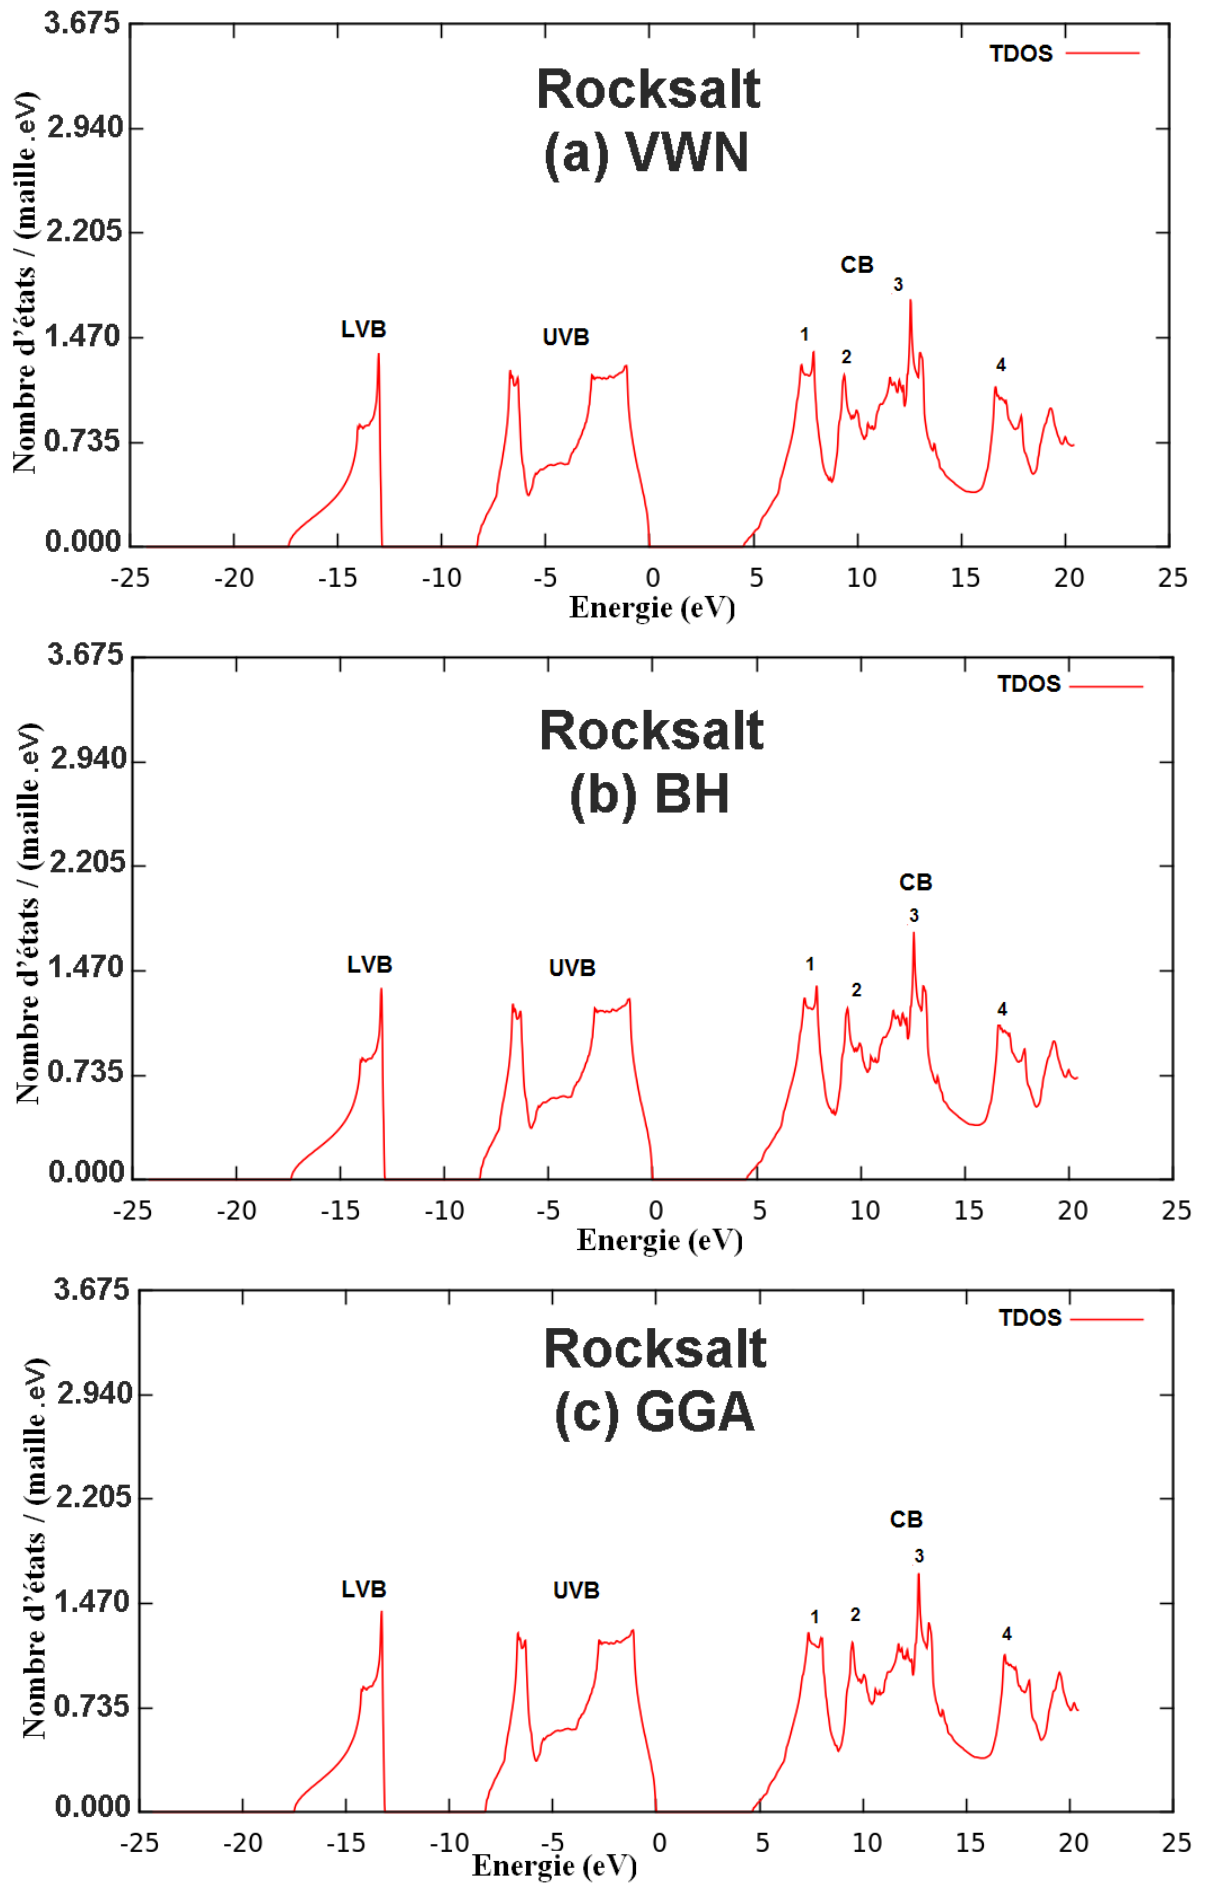 3.675
TDOS
Rocksalt
(a) VWN
2.940
2.205
1.470
0.735
0.000
Nombre d'états / (maille.eV)
LVB
UVB
CB
1
2
3
4
-25 -20 -15 -10 -5 0 5 10 15 20 25
Energie (eV)
3.675
TDOS
Rocksalt
(b) BH
2.940
2.205
1.470
0.735
0.000
Nombre d'états / (maille.eV)
LVB
UVB
CB
1
2
3
4
-25 -20 -15 -10 -5 0 5 10 15 20 25
Energie (eV)
3.675
TDOS
Rocksalt
(c) GGA
2.940
2.205
1.470
0.735
0.000
Nombre d'états / (maille.eV)
LVB
UVB
CB
1
2
3
4
-25 -20 -15 -10 -5 0 5 10 15 20 25
Energie (eV)